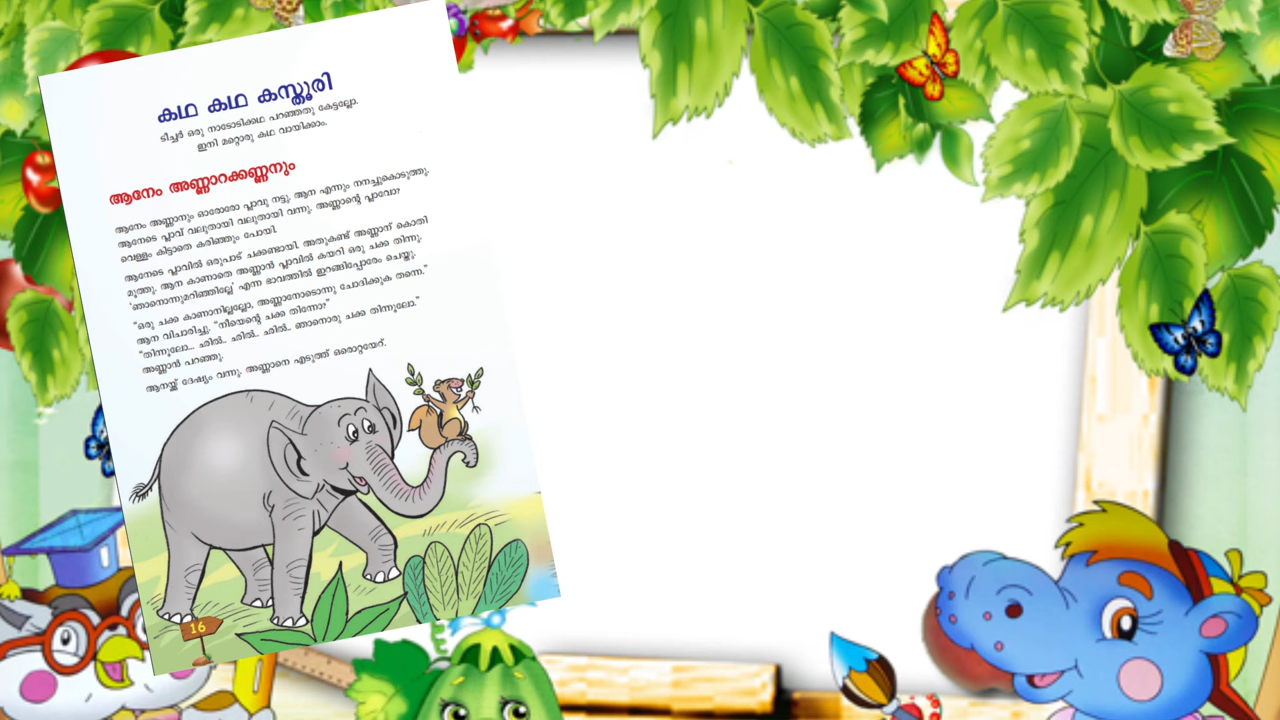 കഥ കഥ കസ്തൂരി
ടീച്ചർ ഒരു നാടോടിക്കഥ പറഞ്ഞതു കേട്ടല്ലോ.
ഇനി മറ്റൊരു കഥ വായിക്കാം.
ആനേം അണ്ണാറക്കണ്ണനും
ആനേം അണ്ണാനും ഓരോരോ പ്ലാവു നട്ടു. ആന എന്നും നനച്ചുകൊടുത്തു.
ആനേടെ പ്ലാവ് വലുതായി വലുതായി വന്നു. അണ്ണാന്റെ പ്ലാവോ?
വെള്ളം കിട്ടാതെ കരിഞ്ഞും പോയി.
ആനേടെ പ്ലാവിൽ ഒരുപാട് ചക്കണ്ടായി. അതുകണ്ട് അണ്ണാന് കൊതി
മൂത്തു. ആന കാണാതെ അണ്ണാൻ പ്ലാവിൽ കയറി ഒരു ചക്ക തിന്നു.
'ഞാനൊന്നുമറിഞ്ഞില്ലേ' എന്ന ഭാവത്തിൽ ഇറങ്ങിപ്പോരേം ചെയ്തു.
"ഒരു ചക്ക കാണാനില്ലല്ലോ, അണ്ണാനോടൊന്നു ചോദിക്കുക തന്നെ."
ആന വിചാരിച്ചു. "നീയെന്റെ ചക്ക തിന്നോ?"
"തിന്നൂലോ... ഛിൽ.. ഛിൽ.. ഛിൽ.. ഞാനൊരു ചക്ക തിന്നൂലോ."
അണ്ണാൻ പറഞ്ഞു.
ആനയ്ക്ക് ദേഷ്യം വന്നു. അണ്ണാനെ എടുത്ത് ഒരൊറ്റയേറ്.
16